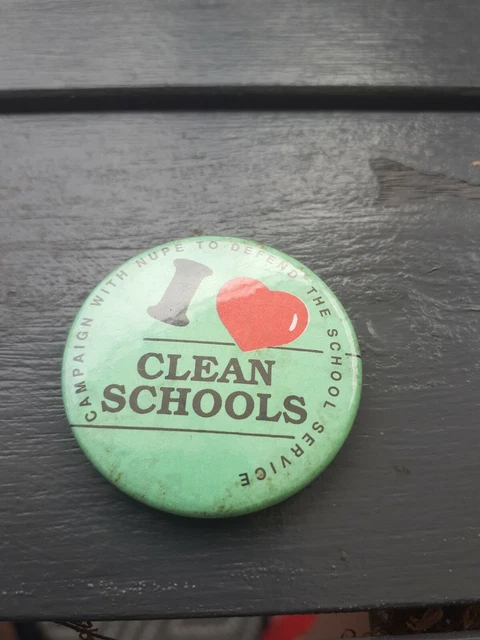 CAMPAIGN WITH NUPE TO DEFEND THE SCHOOL SERVICE
I
CLEAN
SCHOOLS